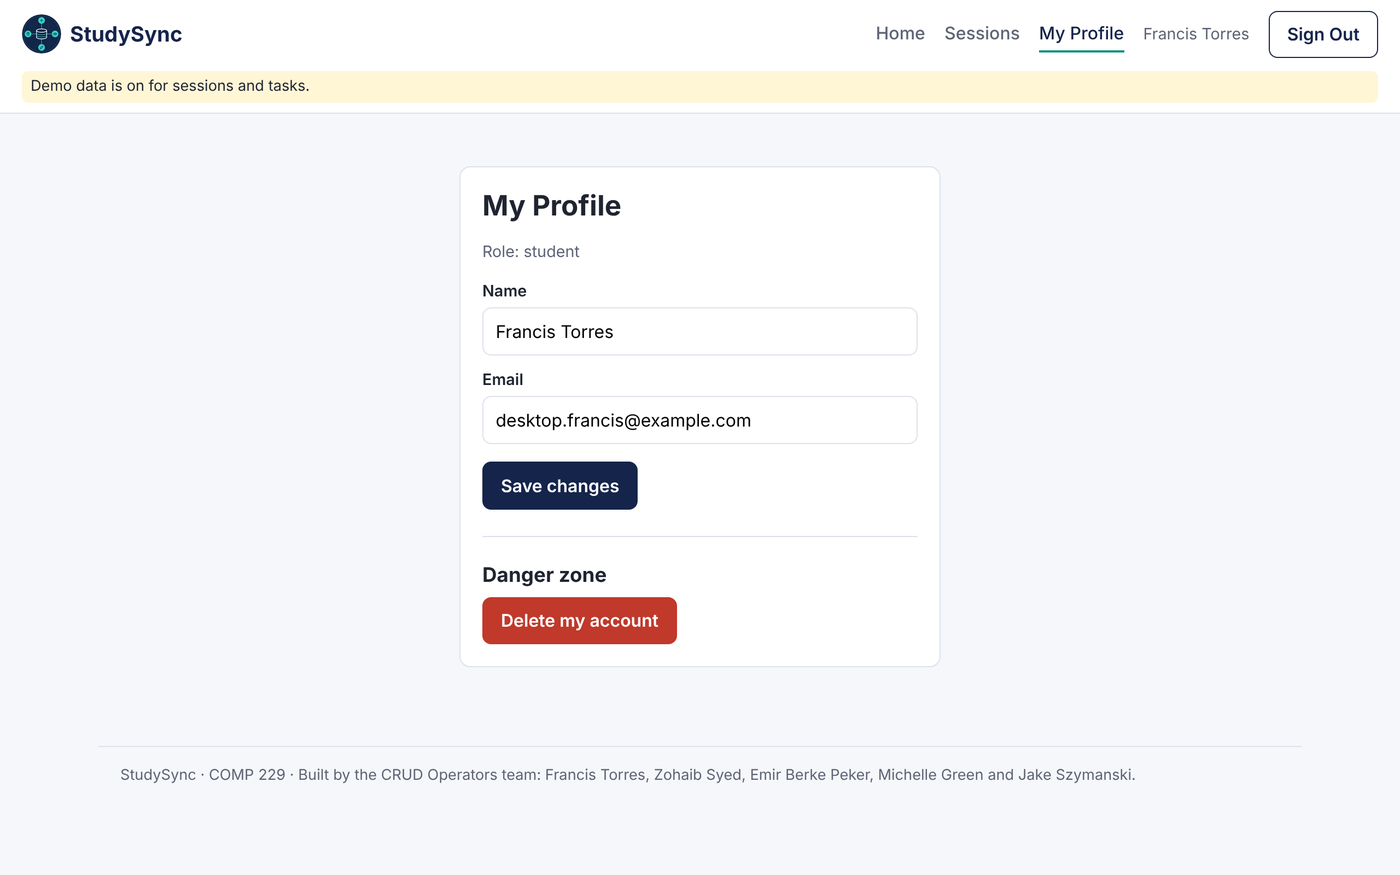 StudySync
Home
Sessions
My Profile
Francis Torres
Sign Out
Demo data is on for sessions and tasks.
My Profile
Role: student
Name
Francis Torres
Email
desktop.francis@example.com
Save changes
Danger zone
Delete my account
StudySync · COMP 229 · Built by the CRUD Operators team: Francis Torres, Zohaib Syed, Emir Berke Peker, Michelle Green and Jake Szymanski.